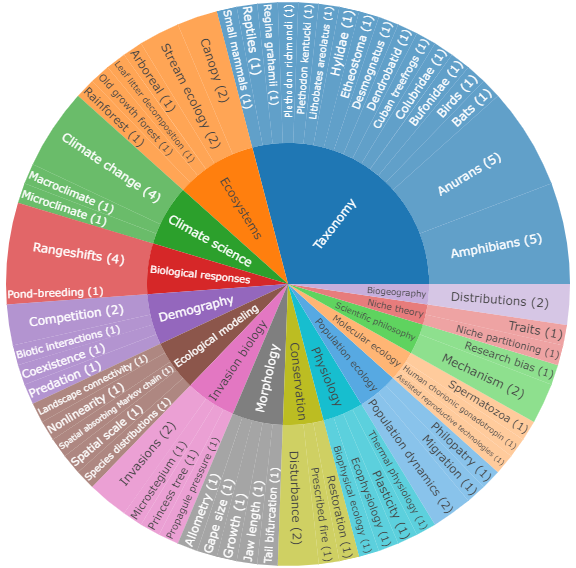 Taxonomy
Amphibians (5)
Anurans (5)
Bats (1)
Birds (1)
Bufonidae (1)
Colubridae (1)
Cuban treefrogs (1)
Dendrobatid (1)
Desmognatus (1)
Etheostoma (1)
Hylidae (1)
Lithobates areolatus (1)
Plethodon kentucki (1)
Plethodon richmondi (1)
Regina grahamii (1)
Reptiles (1)
Small mammals (1)
Ecosystems
Canopy (2)
Stream ecology (2)
Arboreal (1)
Leaf litter decomposition (1)
Old growth forest (1)
Rainforest (1)
Climate science
Climate change (4)
Macroclimate (1)
Microclimate (1)
Biological responses
Rangeshifts (4)
Pond-breeding (1)
Demography
Competition (2)
Biotic interactions (1)
Coexistence (1)
Predation (1)
Ecological modeling
Landscape connectivity (1)
Nonlinearity (1)
Spatial absorbing Markov chain (1)
Spatial scale (1)
Species distributions (1)
Invasion biology
Invasions (2)
Microstegium (1)
Princess tree (1)
Propagule pressure (1)
Morphology
Allometry (1)
Gape size (1)
Growth (1)
Jaw length (1)
Tail bifurcation (1)
Conservation
Disturbance (2)
Prescribed fire (1)
Restoration (1)
Physiology
Biophysical ecology (1)
Ecophysiology (1)
Plasticity (1)
Thermal physiology (1)
Population ecology
Population dynamics (2)
Migration (1)
Philopatry (1)
Molecular ecology
Assisted reproductive technologies (1)
Human chorionic gonadotropin (1)
Spermatozoa (1)
Scientific philosophy
Mechanism (2)
Research bias (1)
Niche theory
Niche partitioning (1)
Traits (1)
Biogeography
Distributions (2)